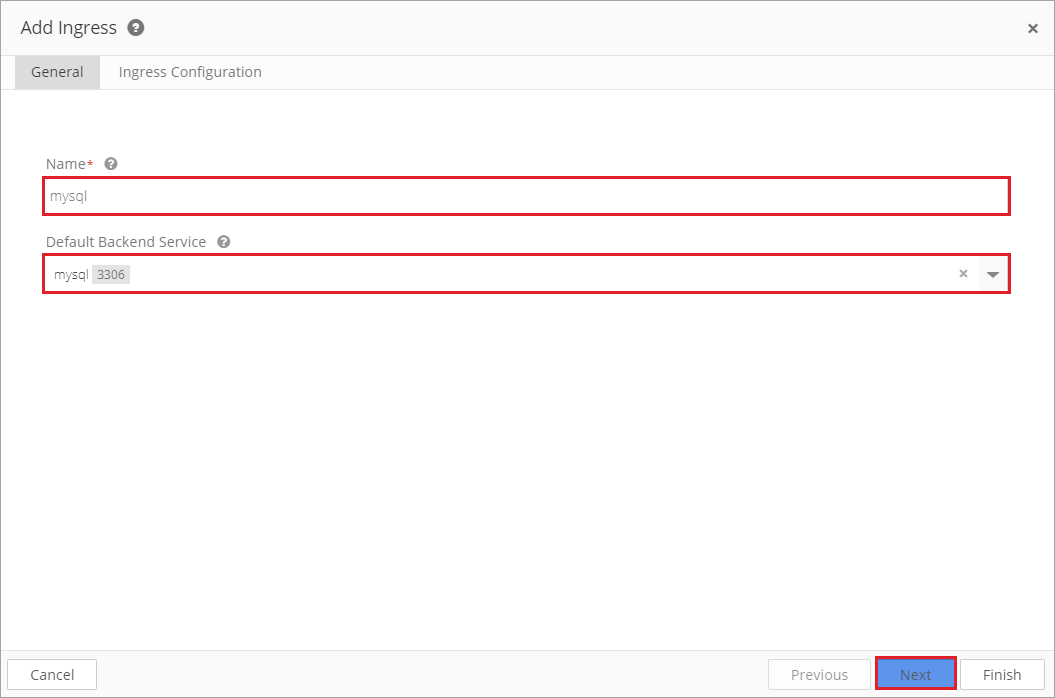 Add Ingress ?
×
General Ingress Configuration
Name* ?
mysql
Default Backend Service ?
mysql 3306 ×
Cancel Previous Next Finish